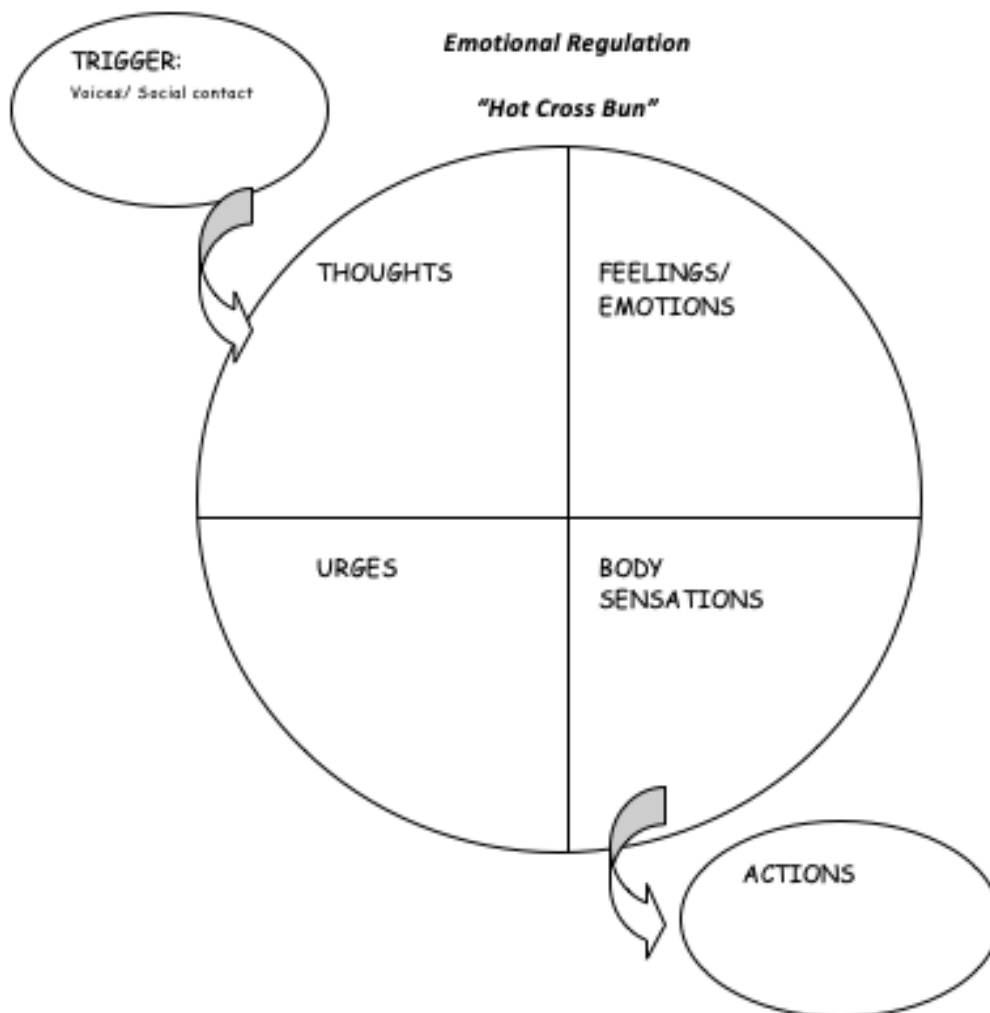 Emotional Regulation
“Hot Cross Bun”
TRIGGER:
Voices/ Social contact
THOUGHTS
FEELINGS/
EMOTIONS
URGES
BODY
SENSATIONS
ACTIONS